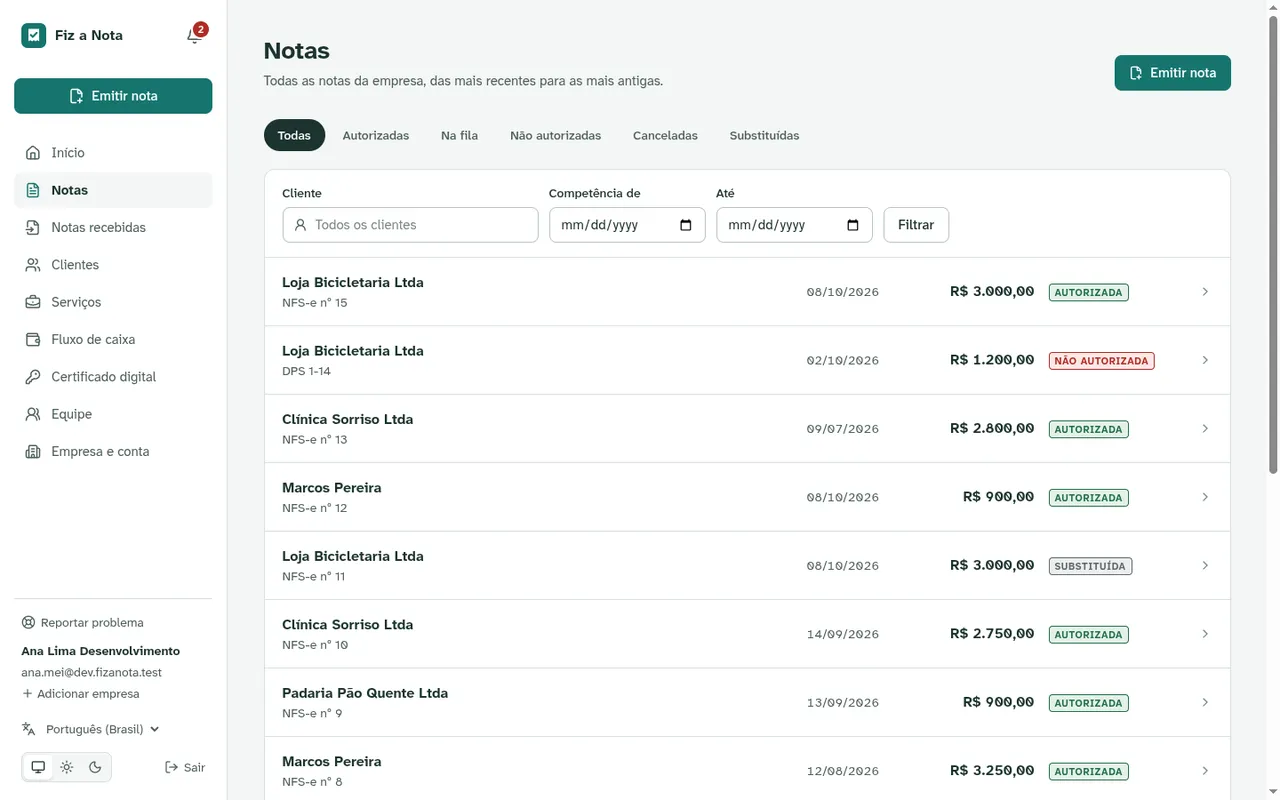 Fiz a Nota
2
Emitir nota
Início
Notas
Notas recebidas
Clientes
Serviços
Fluxo de caixa
Certificado digital
Equipe
Empresa e conta
Reportar problema
Ana Lima Desenvolvimento
ana.mei@dev.fizanota.test
+ Adicionar empresa
Português (Brasil)
Sair
Notas
Todas as notas da empresa, das mais recentes para as mais antigas.
Emitir nota
Todas Autorizadas Na fila Não autorizadas Canceladas Substituídas
Cliente Competência de Até
Todos os clientes mm/dd/yyyy mm/dd/yyyy Filtrar
Loja Bicicletaria Ltda
NFS-e n° 15
08/10/2026 R$ 3.000,00 AUTORIZADA
Loja Bicicletaria Ltda
DPS 1-14
02/10/2026 R$ 1.200,00 NÃO AUTORIZADA
Clínica Sorriso Ltda
NFS-e n° 13
09/07/2026 R$ 2.800,00 AUTORIZADA
Marcos Pereira
NFS-e n° 12
08/10/2026 R$ 900,00 AUTORIZADA
Loja Bicicletaria Ltda
NFS-e n° 11
08/10/2026 R$ 3.000,00 SUBSTITUÍDA
Clínica Sorriso Ltda
NFS-e n° 10
14/09/2026 R$ 2.750,00 AUTORIZADA
Padaria Pão Quente Ltda
NFS-e n° 9
13/09/2026 R$ 900,00 AUTORIZADA
Marcos Pereira
NFS-e n° 8
12/08/2026 R$ 3.250,00 AUTORIZADA